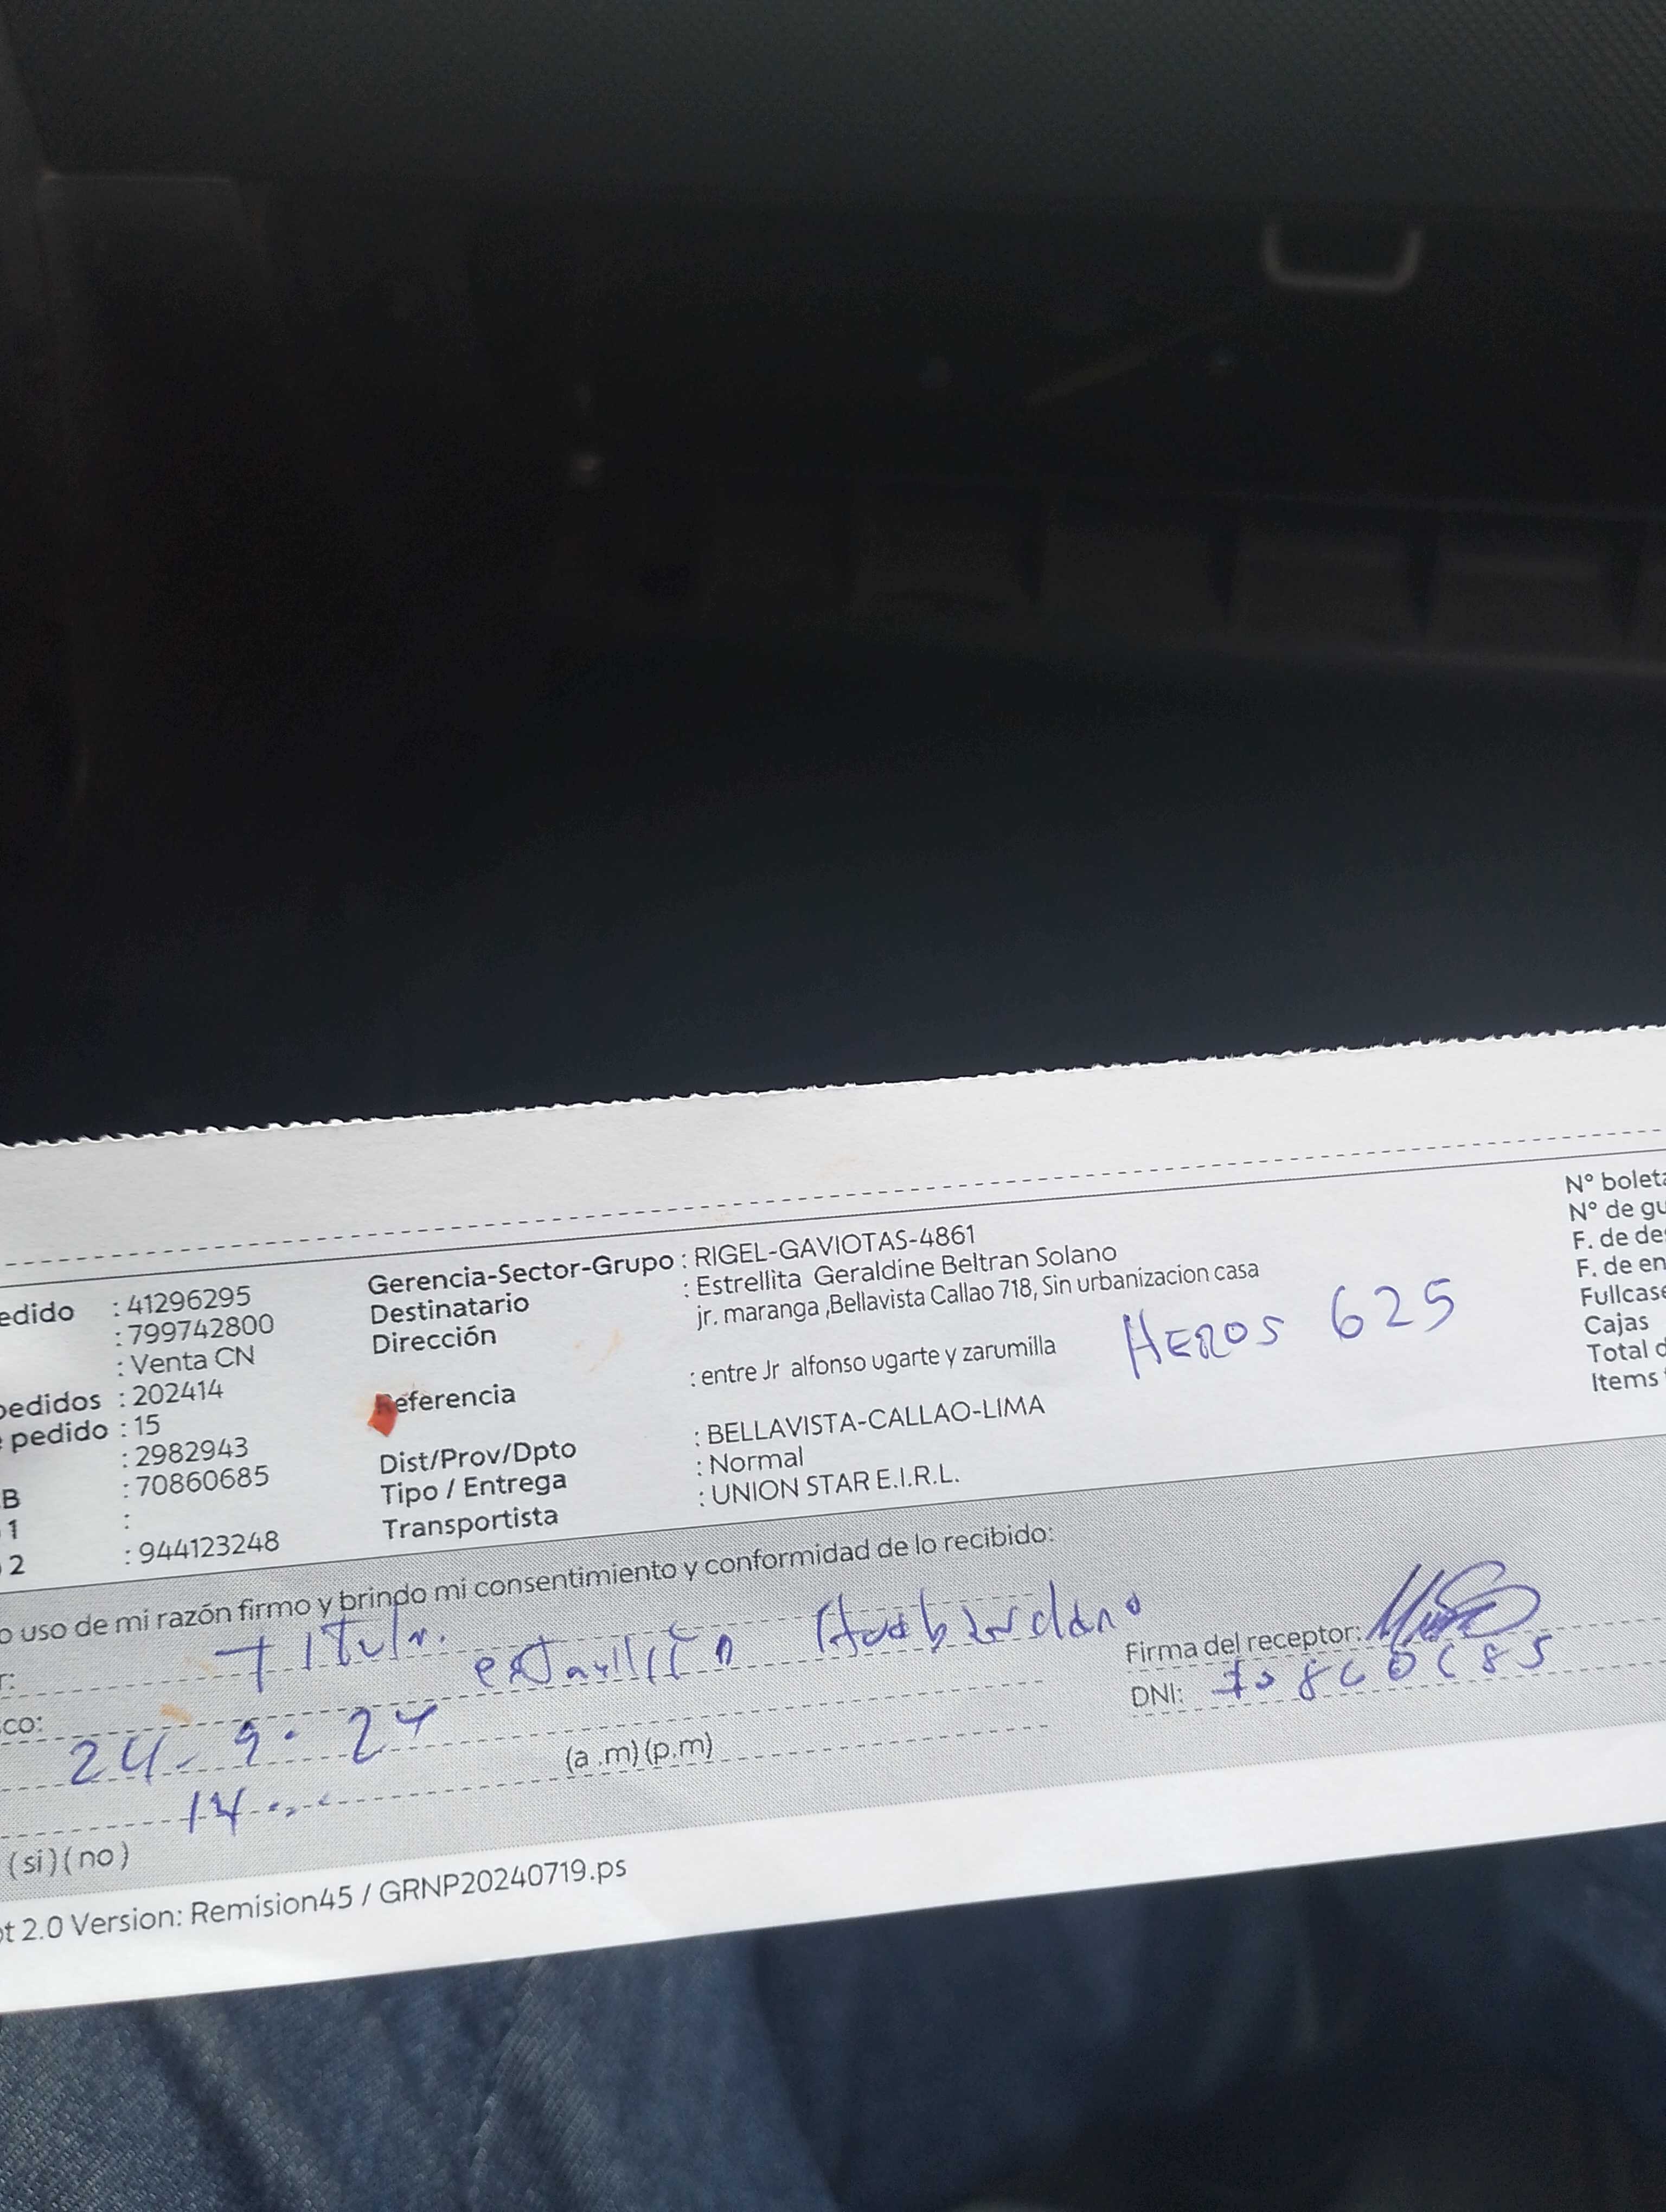 edido : 41296295
: 799742800
: Venta CN
pedidos : 202414
e pedido : 15
: 2982943
B : 70860685
1 :
2 : 944123248
Gerencia-Sector-Grupo : RIGEL-GAVIOTAS-4861
Destinatario : Estrellita Geraldine Beltran Solano
Dirección jr. maranga ,Bellavista Callao 718, Sin urbanizacion casa
Referencia : entre Jr alfonso ugarte y zarumilla
HEROS 625
Dist/Prov/Dpto : BELLAVISTA-CALLAO-LIMA
Tipo / Entrega : Normal
Transportista : UNION STAR E.I.R.L.
N° boleta
N° de gu
F. de de
F. de en
Fullcase
Cajas
Total d
Items
o uso de mi razón firmo y brindo mi consentimiento y conformidad de lo recibido:
r: Titular
co:
24-9-24
14
(a.m)(p.m)
Firma del receptor:
DNI: 70860685
(si)(no)
pt 2.0 Version: Remision45 / GRNP20240719.ps